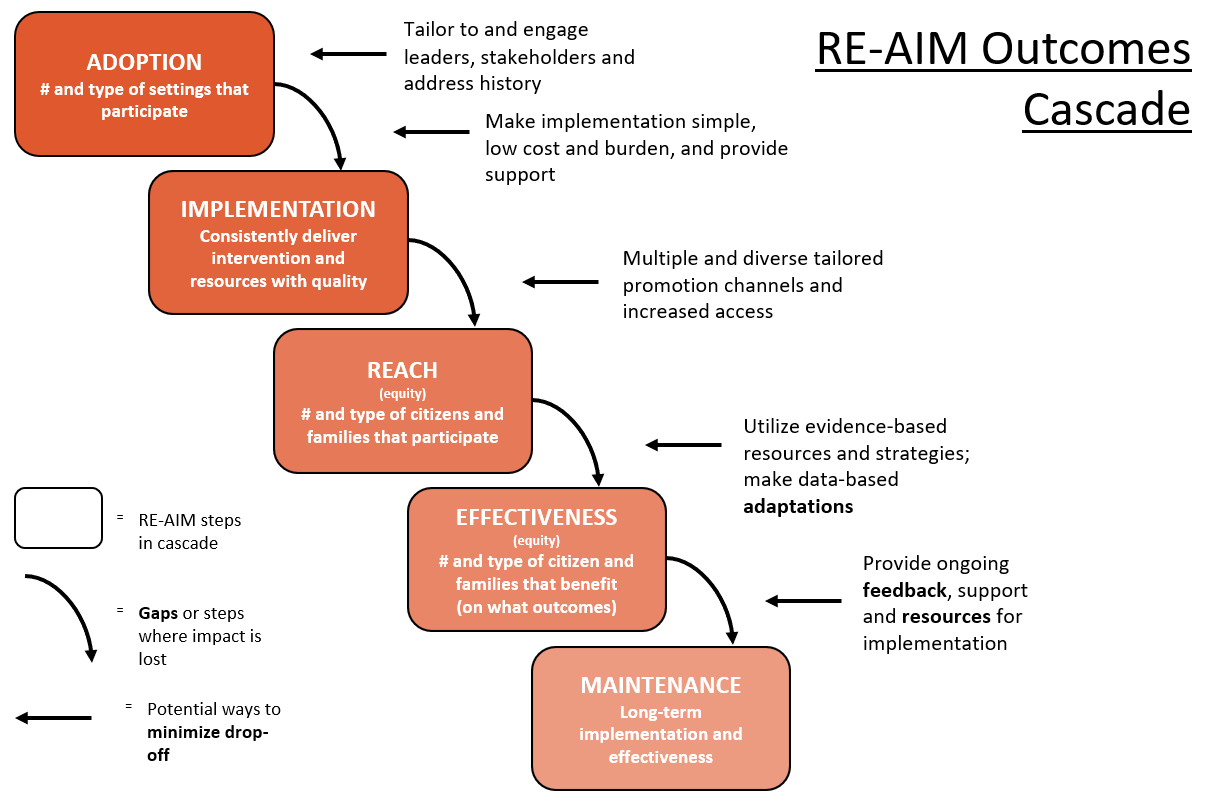 RE-AIM Outcomes
Cascade
ADOPTION
# and type of settings that
participate
Tailor to and engage
leaders, stakeholders and
address history
Make implementation simple,
low cost and burden, and provide
support
IMPLEMENTATION
Consistently deliver
intervention and
resources with quality
Multiple and diverse tailored
promotion channels and
increased access
REACH
(equity)
# and type of citizens and
families that participate
Utilize evidence-based
resources and strategies;
make data-based
adaptations
EFFECTIVENESS
(equity)
# and type of citizen and
families that benefit
(on what outcomes)
Provide ongoing
feedback, support
and resources for
implementation
MAINTENANCE
Long-term
implementation and
effectiveness
= RE-AIM steps
in cascade
= Gaps or steps
where impact is
lost
= Potential ways to
minimize drop-
off